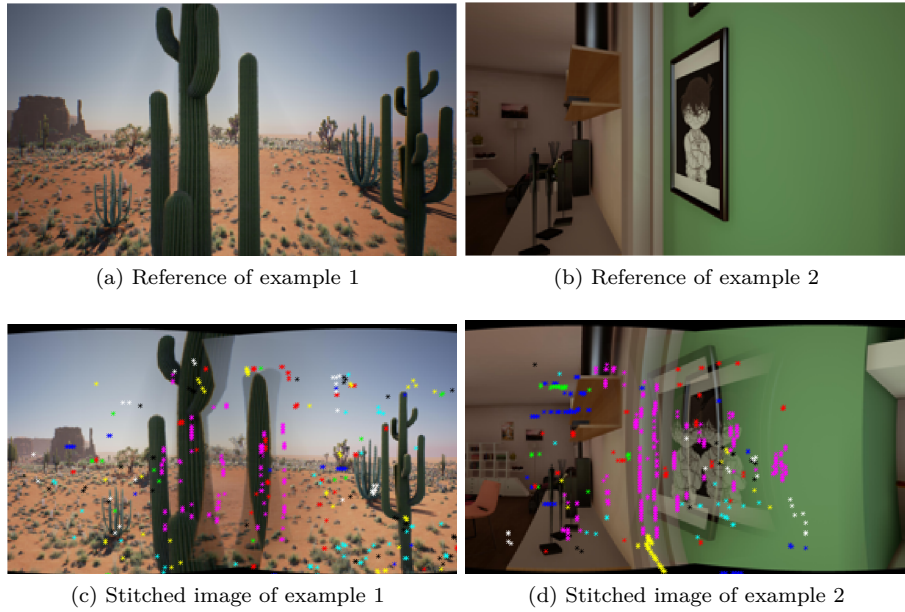 (a) Reference of example 1
(b) Reference of example 2
(c) Stitched image of example 1
(d) Stitched image of example 2